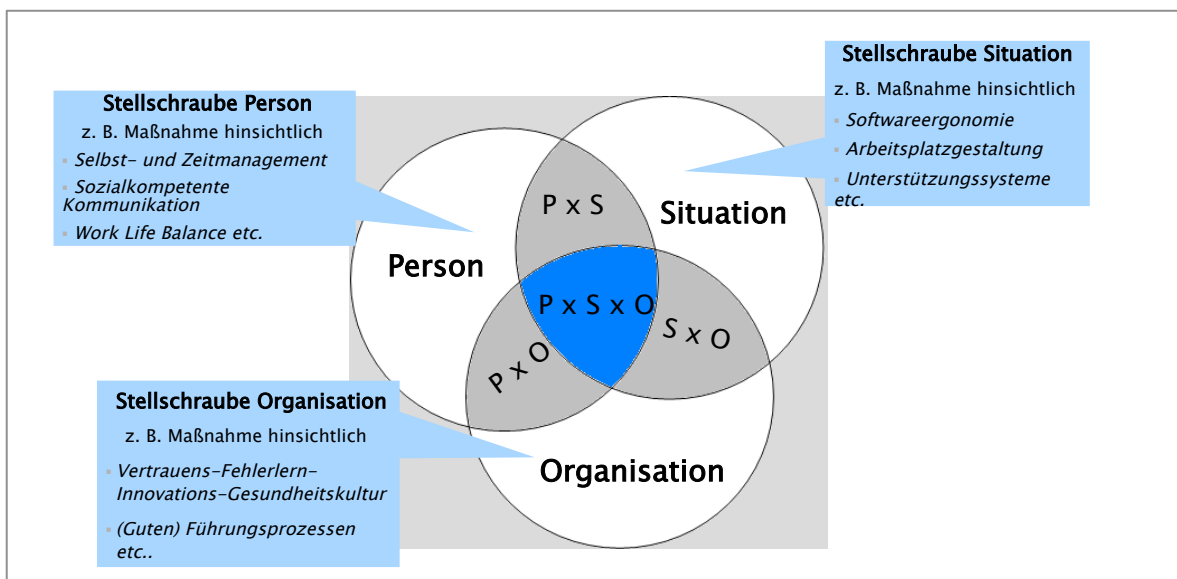 Stellschraube Person
z. B. Maßnahme hinsichtlich
▪ Selbst- und Zeitmanagement
▪ Sozialkompetente
Kommunikation
▪ Work Life Balance etc.
Stellschraube Situation
z. B. Maßnahme hinsichtlich
▪ Softwareergonomie
▪ Arbeitsplatzgestaltung
▪ Unterstützungssysteme
etc.
P x S
Situation
Person
P x S x O
S x O
P x O
Stellschraube Organisation
z. B. Maßnahme hinsichtlich
▪ Vertrauens-Fehlerlern-
Innovations-Gesundheitskultur
▪ (Guten) Führungsprozessen
etc..
Organisation